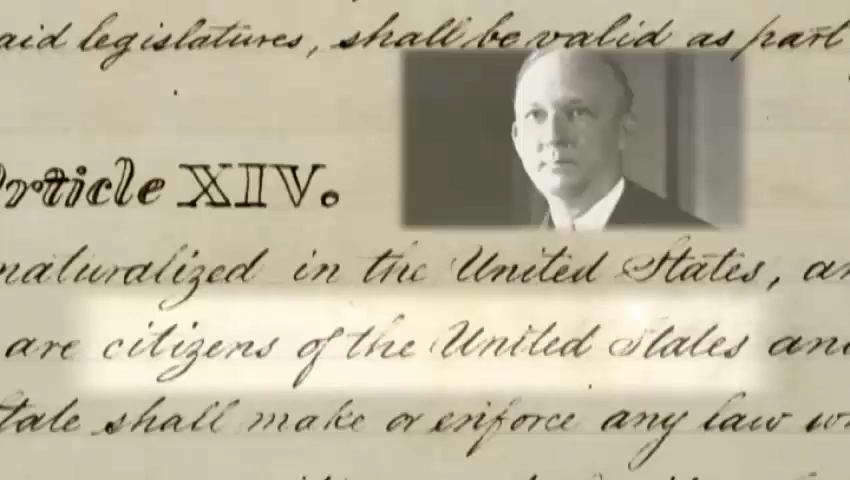 aid legislatures, shall be valid as part
Article XIV.
naturalized in the United States, an
are citizens of the United States and
tate shall make or enforce any law w